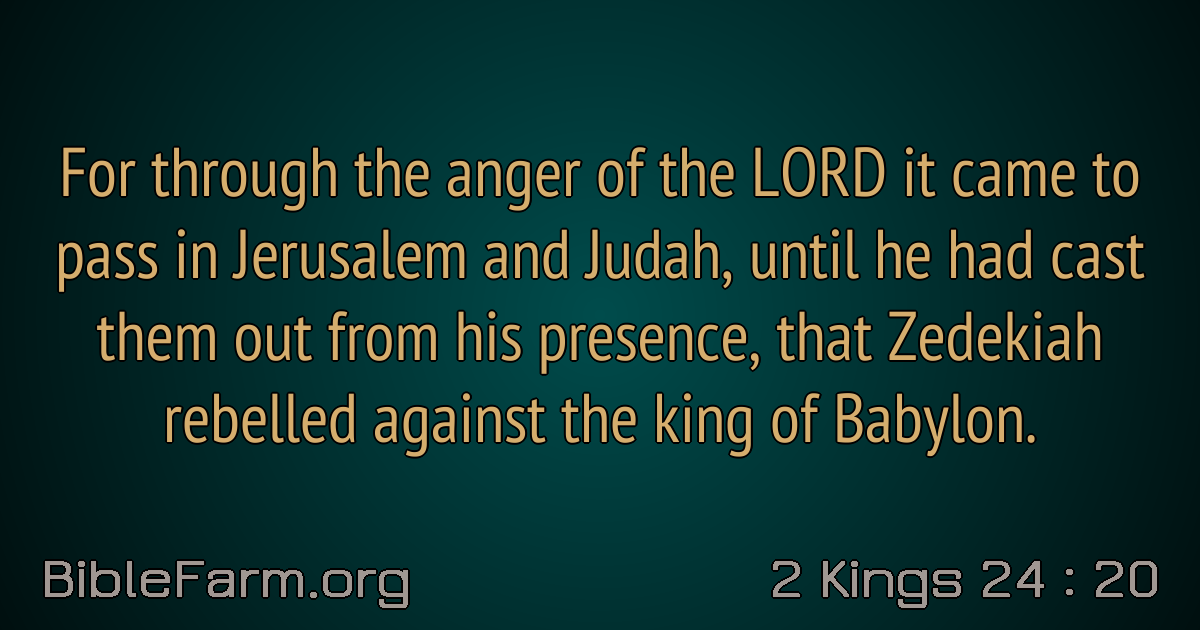 For through the anger of the LORD it came to
pass in Jerusalem and Judah, until he had cast
them out from his presence, that Zedekiah
rebelled against the king of Babylon.
BibleFarm.org
2 Kings 24 : 20